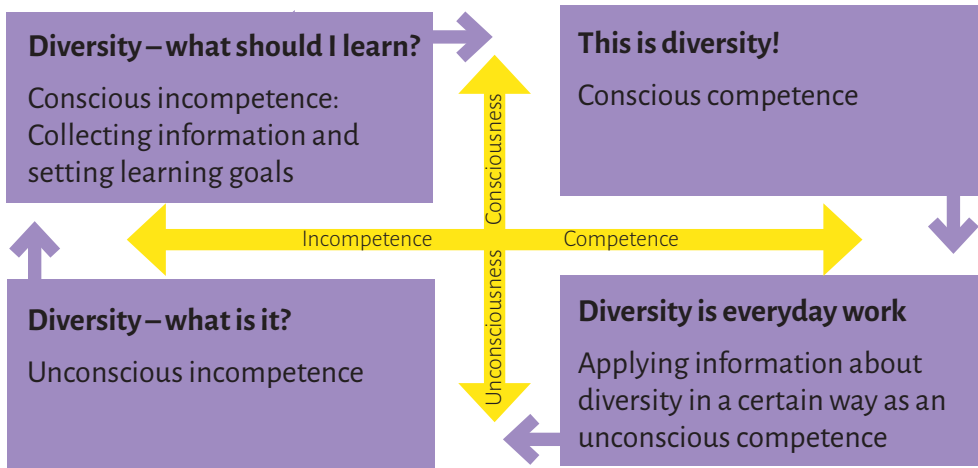 Diversity – what should I learn?
Conscious incompetence:
Collecting information and
setting learning goals
This is diversity!
Conscious competence
Consciousness
Incompetence
Competence
Unconsciousness
Diversity – what is it?
Unconscious incompetence
Diversity is everyday work
Applying information about
diversity in a certain way as an
unconscious competence